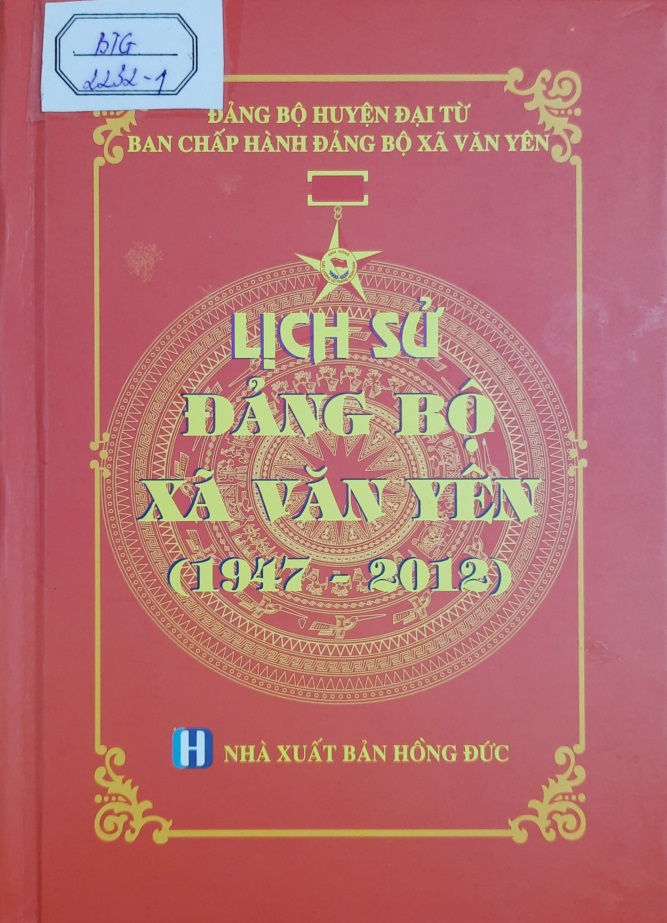 BTG
2232-1
ĐẢNG BỘ HUYỆN ĐẠI TỪ
BAN CHẤP HÀNH ĐẢNG BỘ XÃ VĂN YÊN
LỊCH SỬ
ĐẢNG BỘ
XÃ VĂN YÊN
(1947 - 2012)
H NHÀ XUẤT BẢN HỒNG ĐỨC